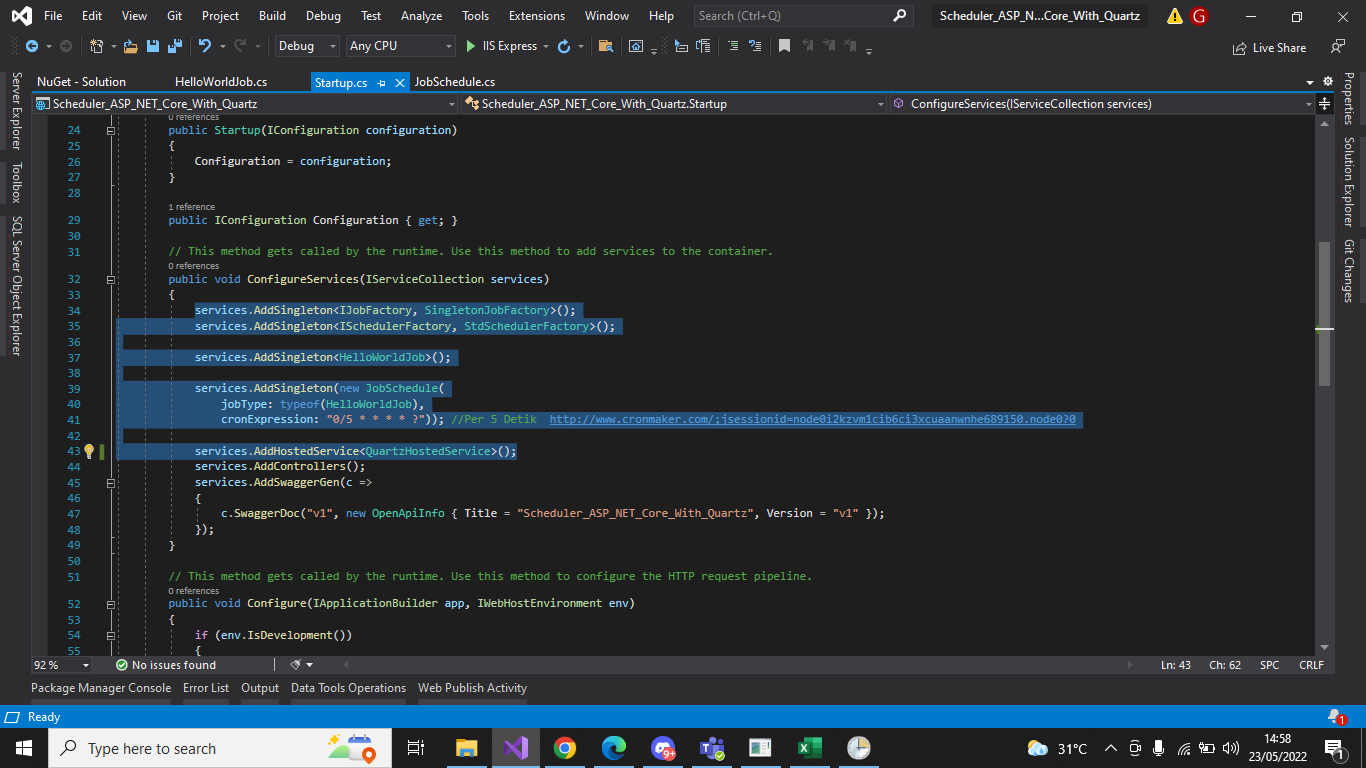 File Edit View Git Project Build Debug Test Analyze Tools Extensions Window Help Search (Ctrl+Q) Scheduler_ASP_N...Core_With_Quartz G
Debug Any CPU IIS Express Live Share
NuGet - Solution HelloWorldJob.cs Startup.cs JobSchedule.cs
Scheduler_ASP_NET_Core_With_Quartz Scheduler_ASP_NET_Core_With_Quartz.Startup ConfigureServices(IServiceCollection services)
Server Explorer
Toolbox
SQL Server Object Explorer
Properties
Solution Explorer
Git Changes
0 references
24 public Startup(IConfiguration configuration)
25 {
26 Configuration = configuration;
27 }
28
1 reference
29 public IConfiguration Configuration { get; }
30
31 // This method gets called by the runtime. Use this method to add services to the container.
0 references
32 public void ConfigureServices(IServiceCollection services)
33 {
34 services.AddSingleton<IJobFactory, SingletonJobFactory>();
35 services.AddSingleton<ISchedulerFactory, StdSchedulerFactory>();
36
37 services.AddSingleton<HelloWorldJob>();
38
39 services.AddSingleton(new JobSchedule(
40 jobType: typeof(HelloWorldJob),
41 cronExpression: "0/5 * * * * ?")); //Per 5 Detik http://www.cronmaker.com/;jsessionid=node0i2kzvm1cib6ci3xcuaanwnhe689150.node0?0
42
43 services.AddHostedService<QuartzHostedService>();
44 services.AddControllers();
45 services.AddSwaggerGen(c =>
46 {
47 c.SwaggerDoc("v1", new OpenApiInfo { Title = "Scheduler_ASP_NET_Core_With_Quartz", Version = "v1" });
48 });
49 }
50
51 // This method gets called by the runtime. Use this method to configure the HTTP request pipeline.
0 references
52 public void Configure(IApplicationBuilder app, IWebHostEnvironment env)
53 {
54 if (env.IsDevelopment())
55 {
92 % No issues found Ln: 43 Ch: 62 SPC CRLF
Package Manager Console Error List Output Data Tools Operations Web Publish Activity
Ready 1
Type here to search 9+ 31°C 14:58
23/05/2022 1